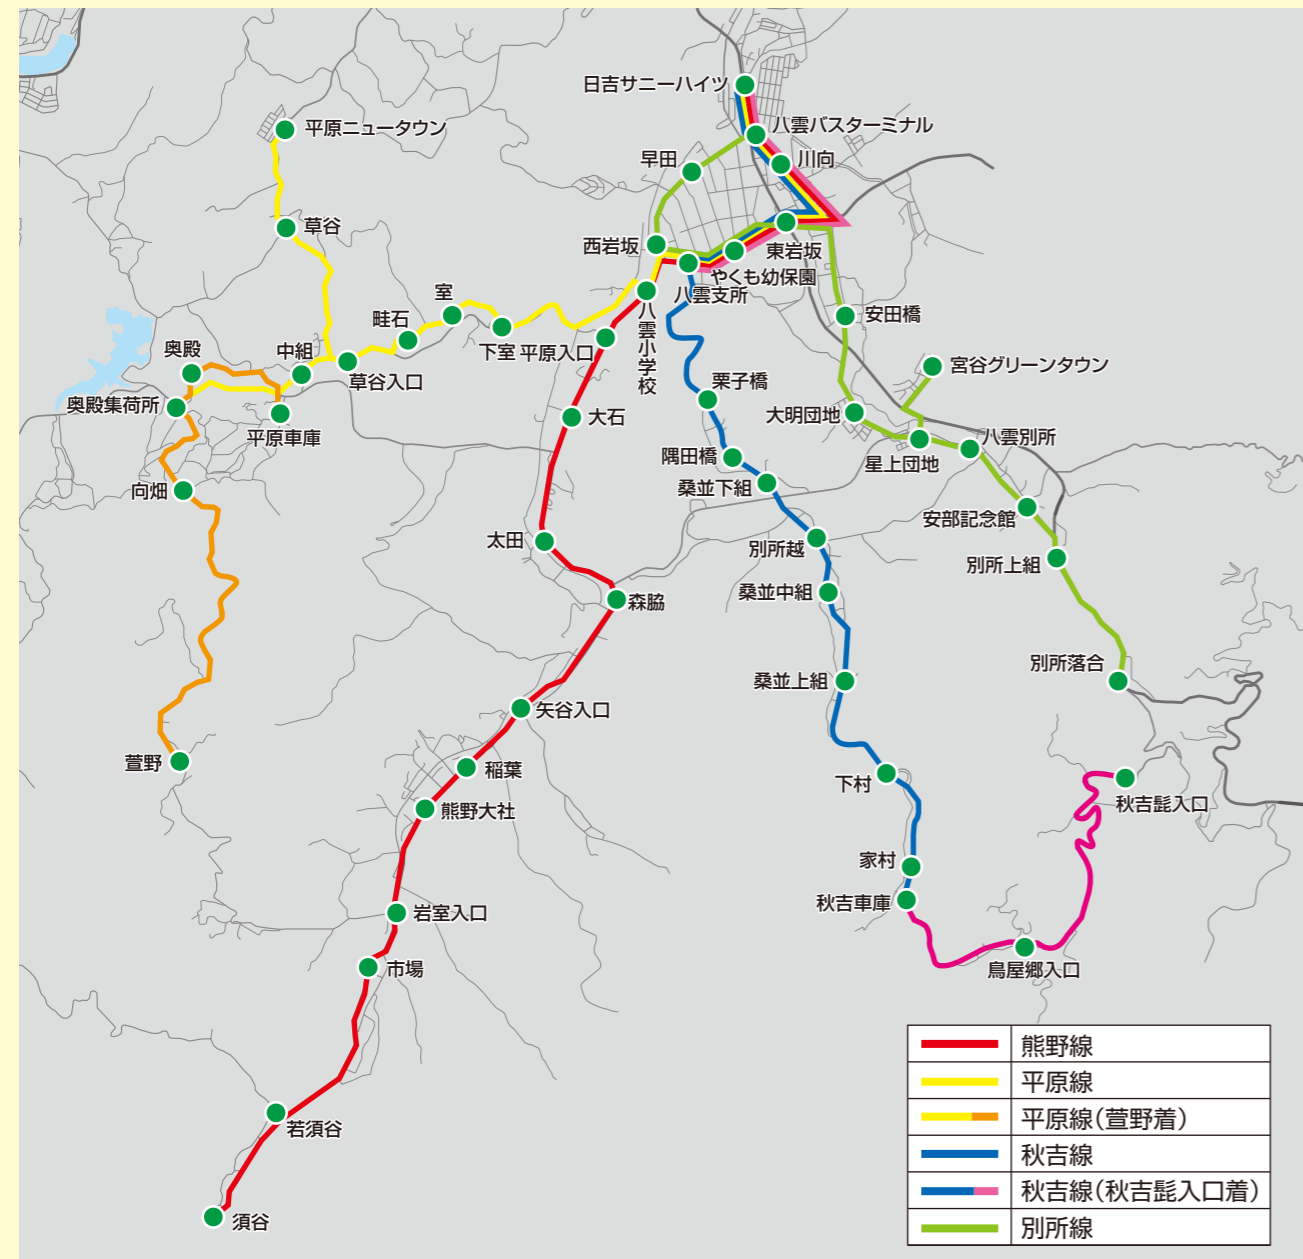 日吉サニーハイツ
八雲バスターミナル
平原ニュータウン
早田
川向
草谷
西岩坂
東岩坂
やくも幼保園
八雲支所
室
安田橋
畦石
八雲小学校
下室
平原入口
奥殿
中組
草谷入口
宮谷グリーンタウン
栗子橋
奥殿集荷所
大石
大明団地
平原車庫
八雲別所
隅田橋
星上団地
向畑
桑並下組
安部記念館
太田
別所越
別所上組
森脇
桑並中組
別所落合
桑並上組
矢谷入口
萱野
稲葉
下村
熊野大社
秋吉髭入口
家村
秋吉車庫
岩室入口
市場
鳥屋郷入口
若須谷
須谷
熊野線
平原線
平原線(萱野着)
秋吉線
秋吉線(秋吉髭入口着)
別所線